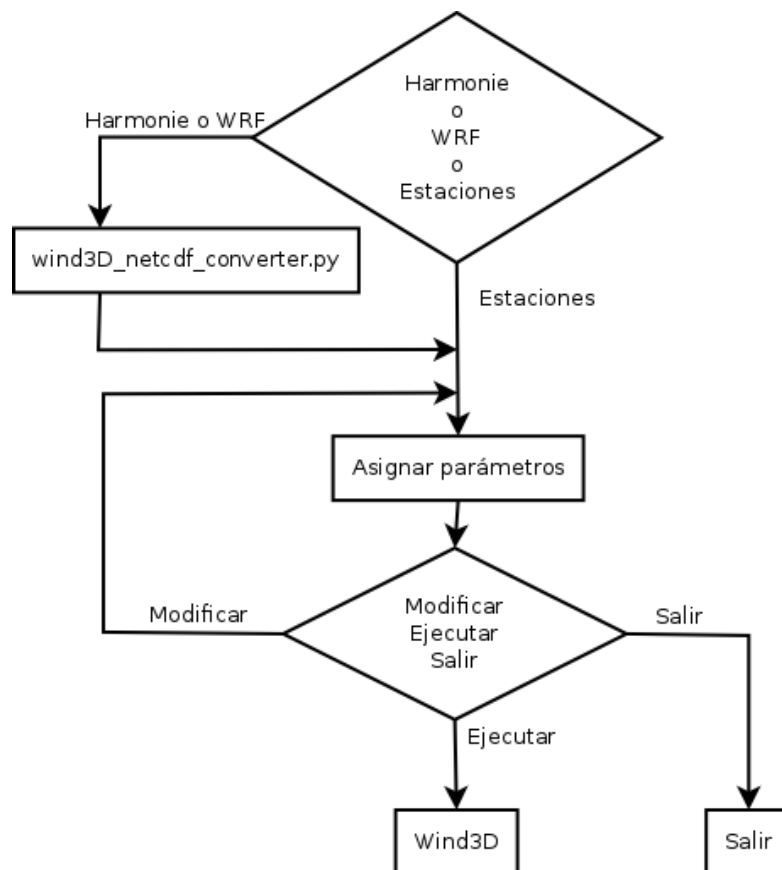 Harmonie
o
WRF
o
Estaciones
Harmonie o WRF
wind3D_netcdf_converter.py
Estaciones
Asignar parámetros
Modificar
Ejecutar
Salir
Modificar
Salir
Ejecutar
Wind3D
Salir